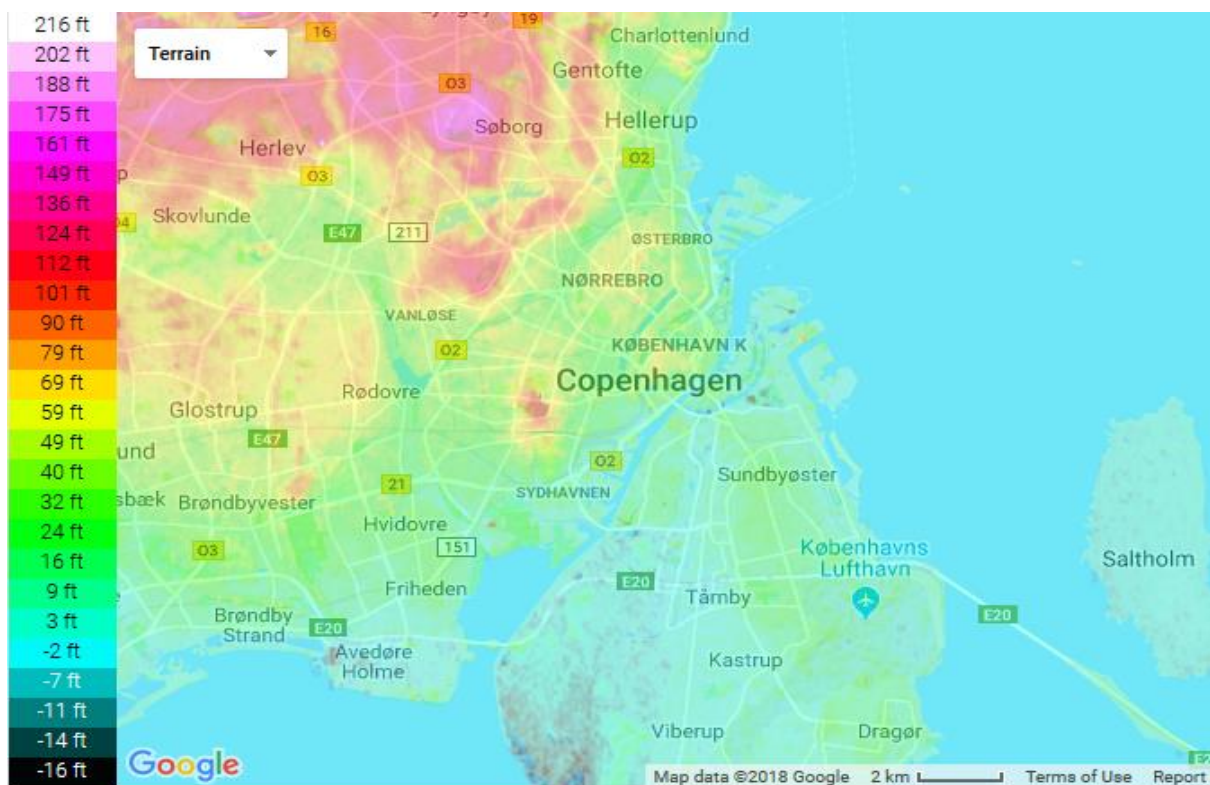 216 ft
202 ft
188 ft
175 ft
161 ft
149 ft
136 ft
124 ft
112 ft
101 ft
90 ft
79 ft
69 ft
59 ft
49 ft
40 ft
32 ft
24 ft
16 ft
9 ft
3 ft
-2 ft
-7 ft
-11 ft
-14 ft
-16 ft
Terrain
16
19
Charlottenlund
Gentofte
O3
Søborg
Hellerup
Herlev
O2
O3
p
Skovlunde
E47
211
ØSTERBRO
NØRREBRO
VANLØSE
O2
KØBENHAVN K
Copenhagen
Rødovre
Glostrup
E47
und
O2
Sundbyøster
21
SYDHAVNEN
sbæk
Brøndbyvester
Hvidovre
151
O3
Københavns
Lufthavn
Saltholm
E20
Friheden
Tårnby
E20
Brøndby
Strand
E20
Avedøre
Holme
Kastrup
Viberup
Dragør
Google
Map data ©2018 Google
2 km
Terms of Use
Report